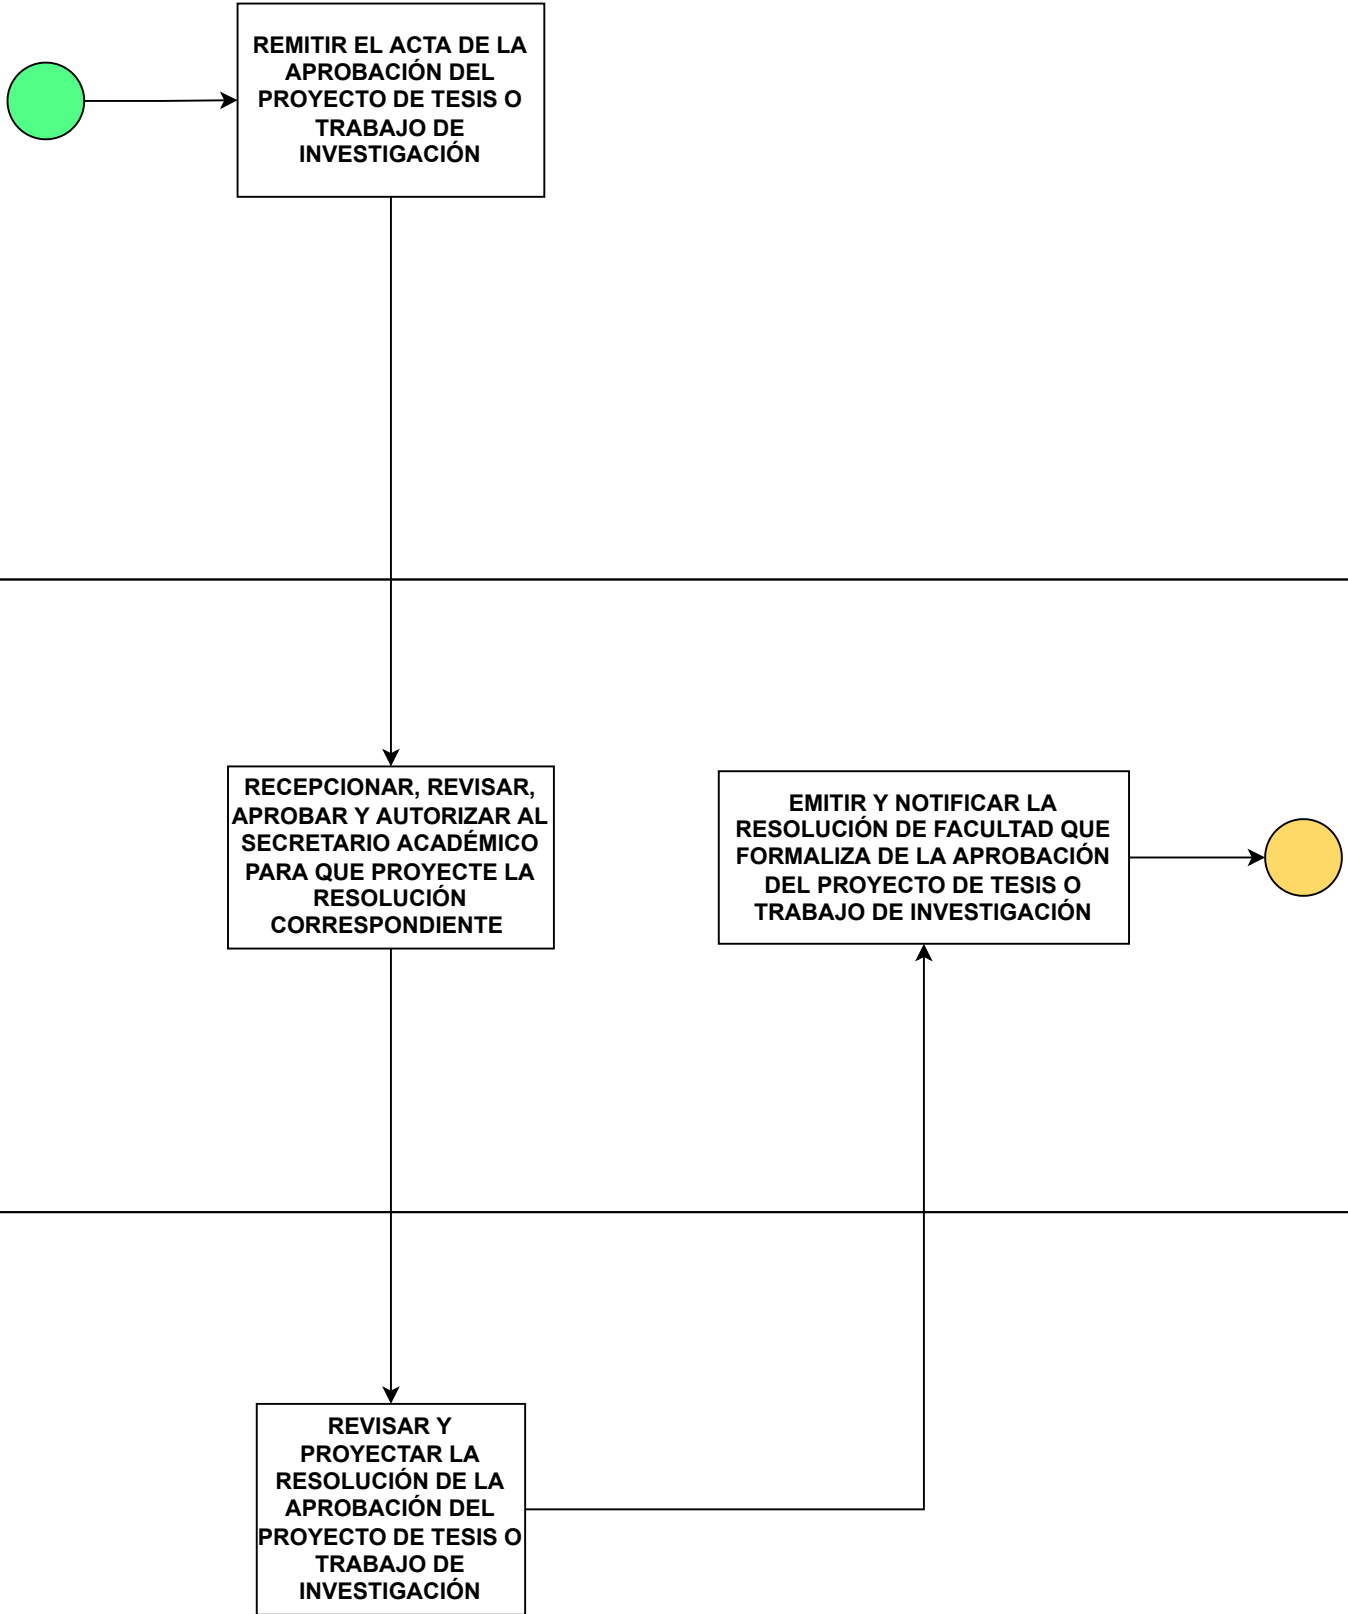 REMITIR EL ACTA DE LA
APROBACIÓN DEL
PROYECTO DE TESIS O
TRABAJO DE
INVESTIGACIÓN
RECEPCIONAR, REVISAR,
APROBAR Y AUTORIZAR AL
SECRETARIO ACADÉMICO
PARA QUE PROYECTE LA
RESOLUCIÓN
CORRESPONDIENTE
EMITIR Y NOTIFICAR LA
RESOLUCIÓN DE FACULTAD QUE
FORMALIZA DE LA APROBACIÓN
DEL PROYECTO DE TESIS O
TRABAJO DE INVESTIGACIÓN
REVISAR Y
PROYECTAR LA
RESOLUCIÓN DE LA
APROBACIÓN DEL
PROYECTO DE TESIS O
TRABAJO DE
INVESTIGACIÓN